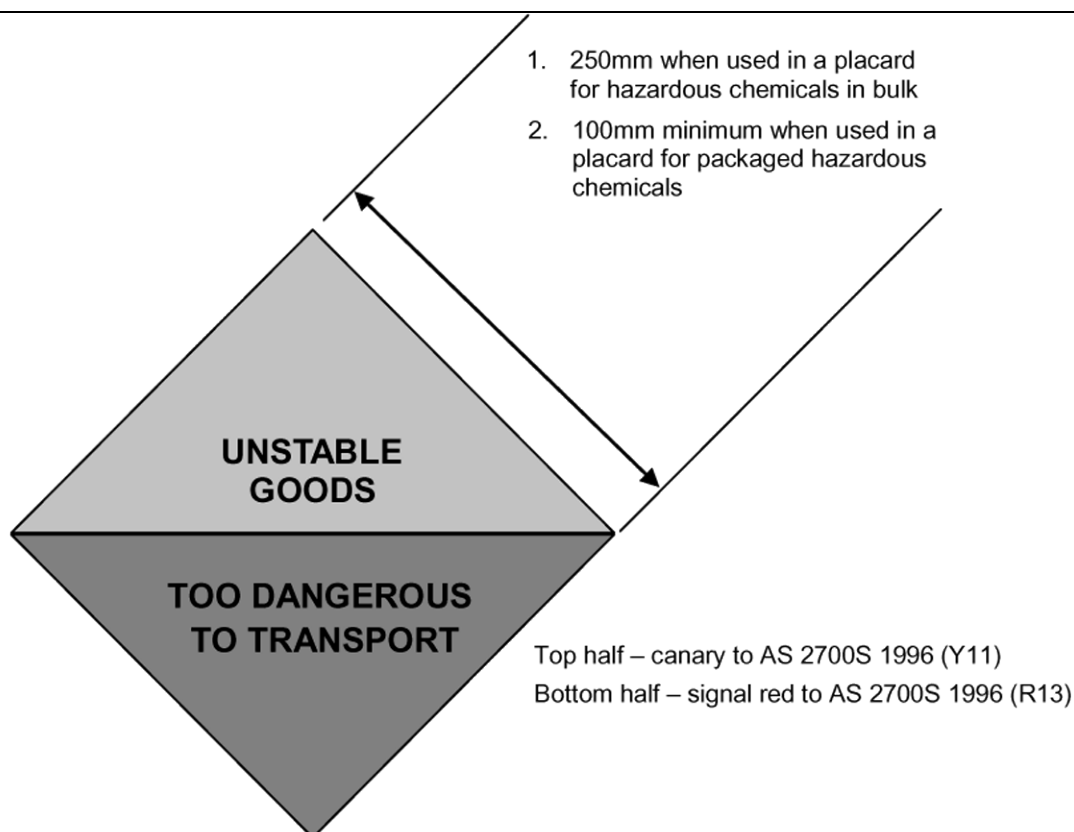 1. 250mm when used in a placard
for hazardous chemicals in bulk
2. 100mm minimum when used in a
placard for packaged hazardous
chemicals
UNSTABLE
GOODS
TOO DANGEROUS
TO TRANSPORT
Top half – canary to AS 2700S 1996 (Y11)
Bottom half – signal red to AS 2700S 1996 (R13)